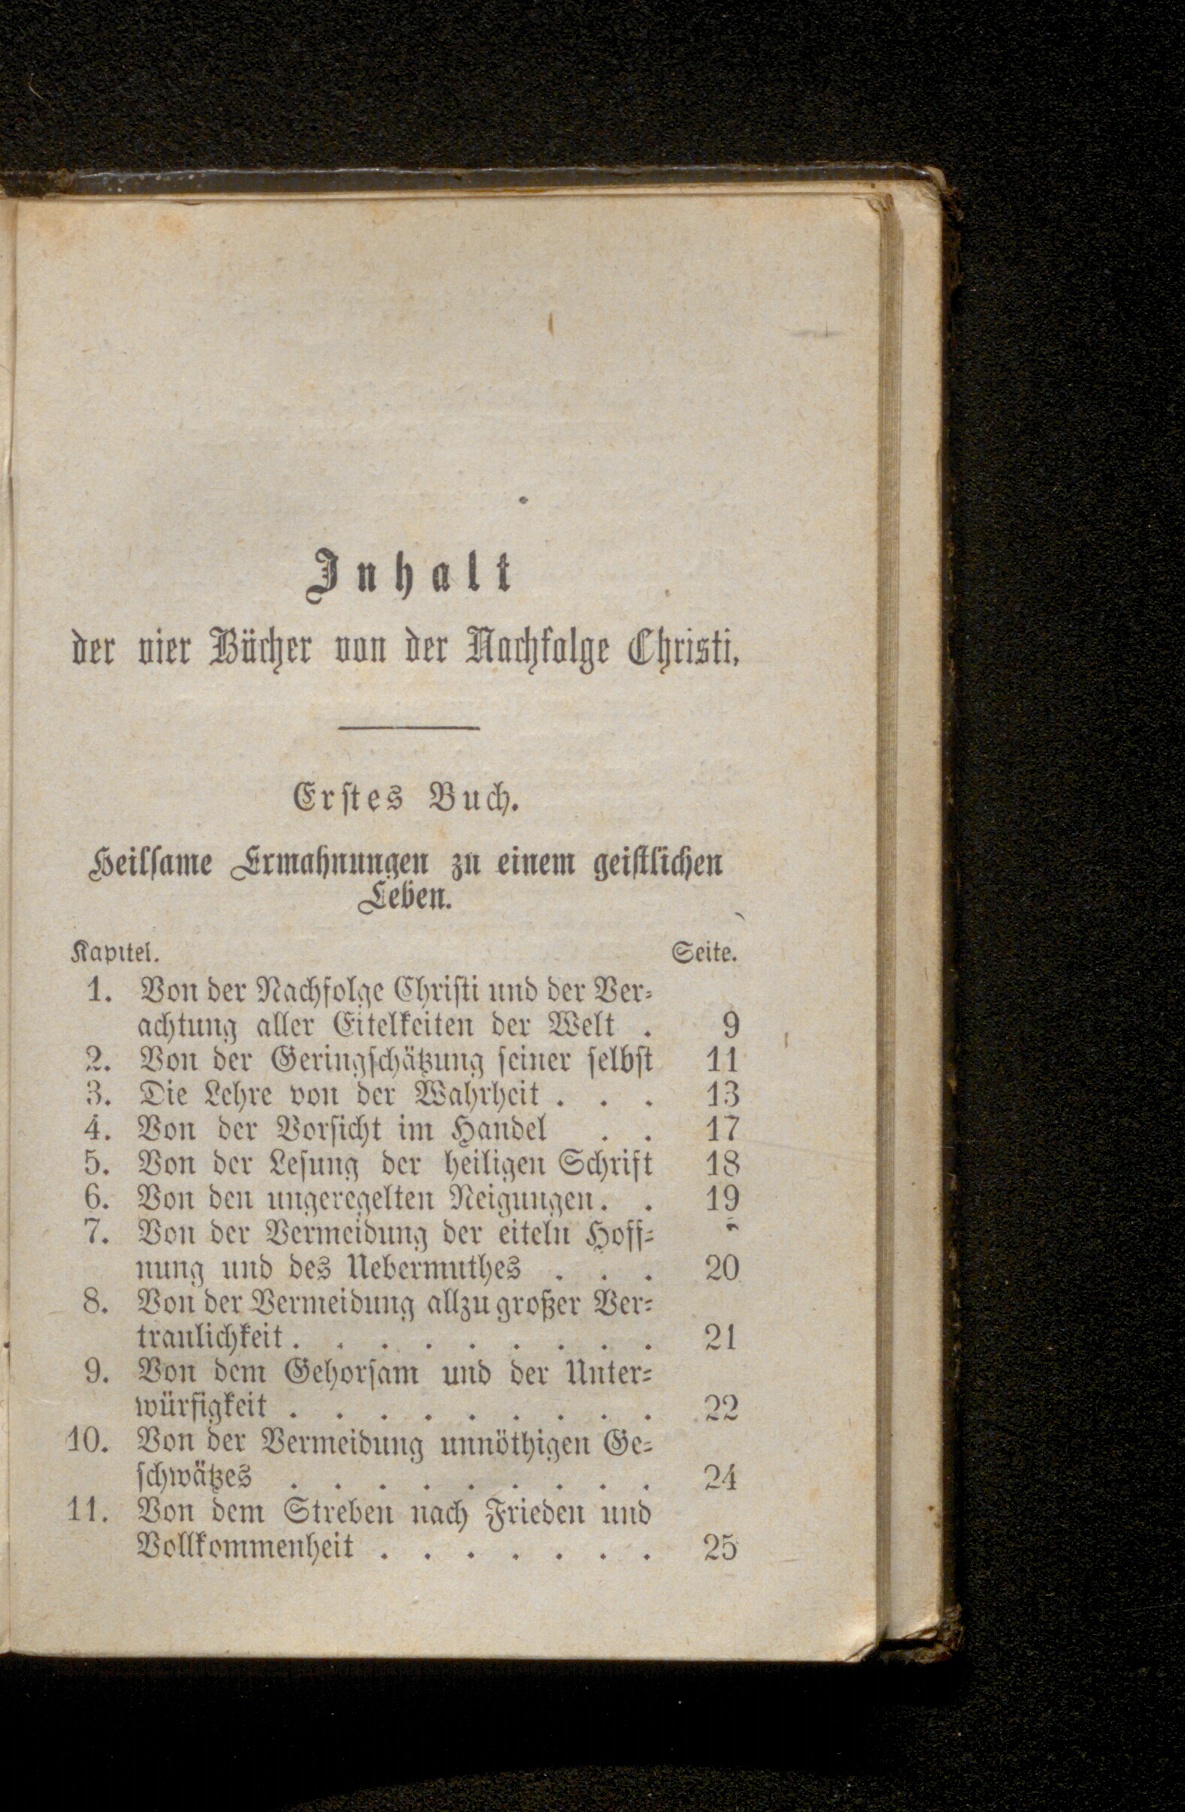 Inhalt
der vier Bücher von der Nachfolge Christi.
Erstes Buch.
Heilsame Ermahnungen zu einem geistlichen
Leben.
Kapitel. Seite.
1. Von der Nachfolge Christi und der Ver-
achtung aller Eitelkeiten der Welt . 9
2. Von der Geringschätzung seiner selbst 11
3. Die Lehre von der Wahrheit . . . 13
4. Von der Vorsicht im Handel . . 17
5. Von der Lesung der heiligen Schrift 18
6. Von den ungeregelten Neigungen . . 19
7. Von der Vermeidung der eiteln Hoff-
nung und des Uebermuthes . . . 20
8. Von der Vermeidung allzu großer Ver-
traulichkeit . . . . . . . . . 21
9. Von dem Gehorsam und der Unter-
würfigkeit . . . . . . . . . 22
10. Von der Vermeidung unnöthigen Ge-
schwätzes . . . . . . . . . 24
11. Von dem Streben nach Frieden und
Vollkommenheit . . . . . . . 25